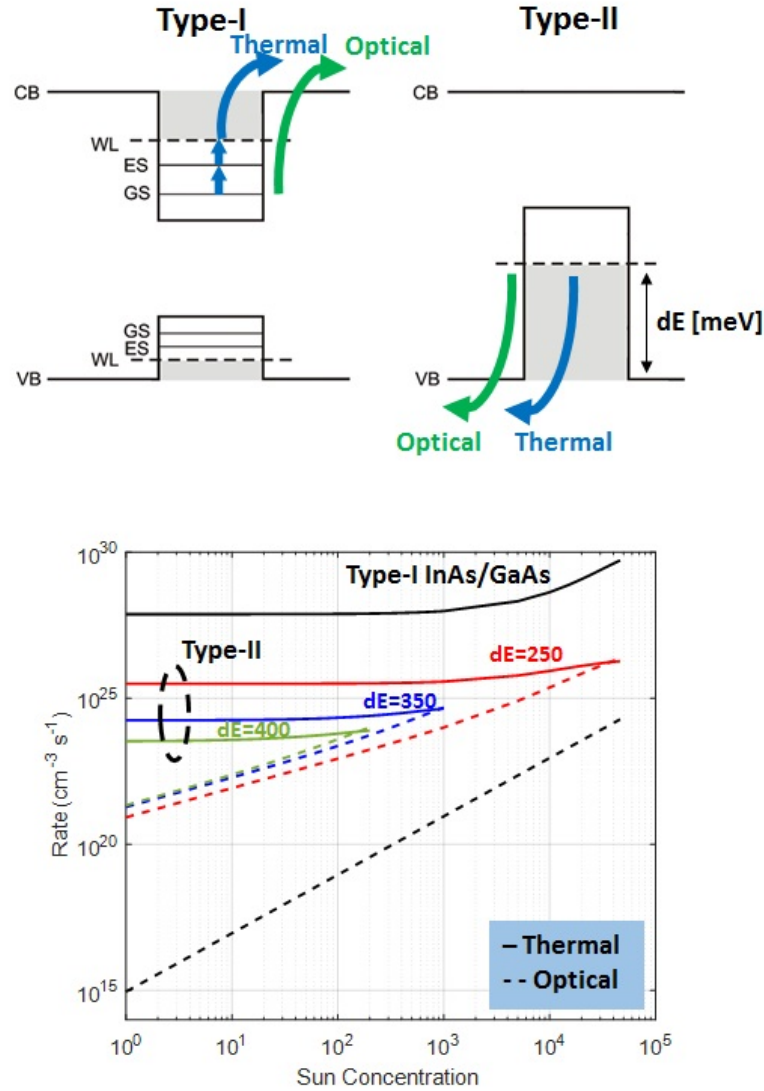 Type-I
Type-II
Thermal
Optical
CB
WL
ES
GS
GS
ES
WL
VB
VB
dE [meV]
Optical
Thermal
10^30
10^25
10^20
10^15
Rate (cm^-3 s^-1)
Type-I InAs/GaAs
Type-II
dE=250
dE=350
dE=400
– Thermal
- - Optical
10^0
10^1
10^2
10^3
10^4
10^5
Sun Concentration